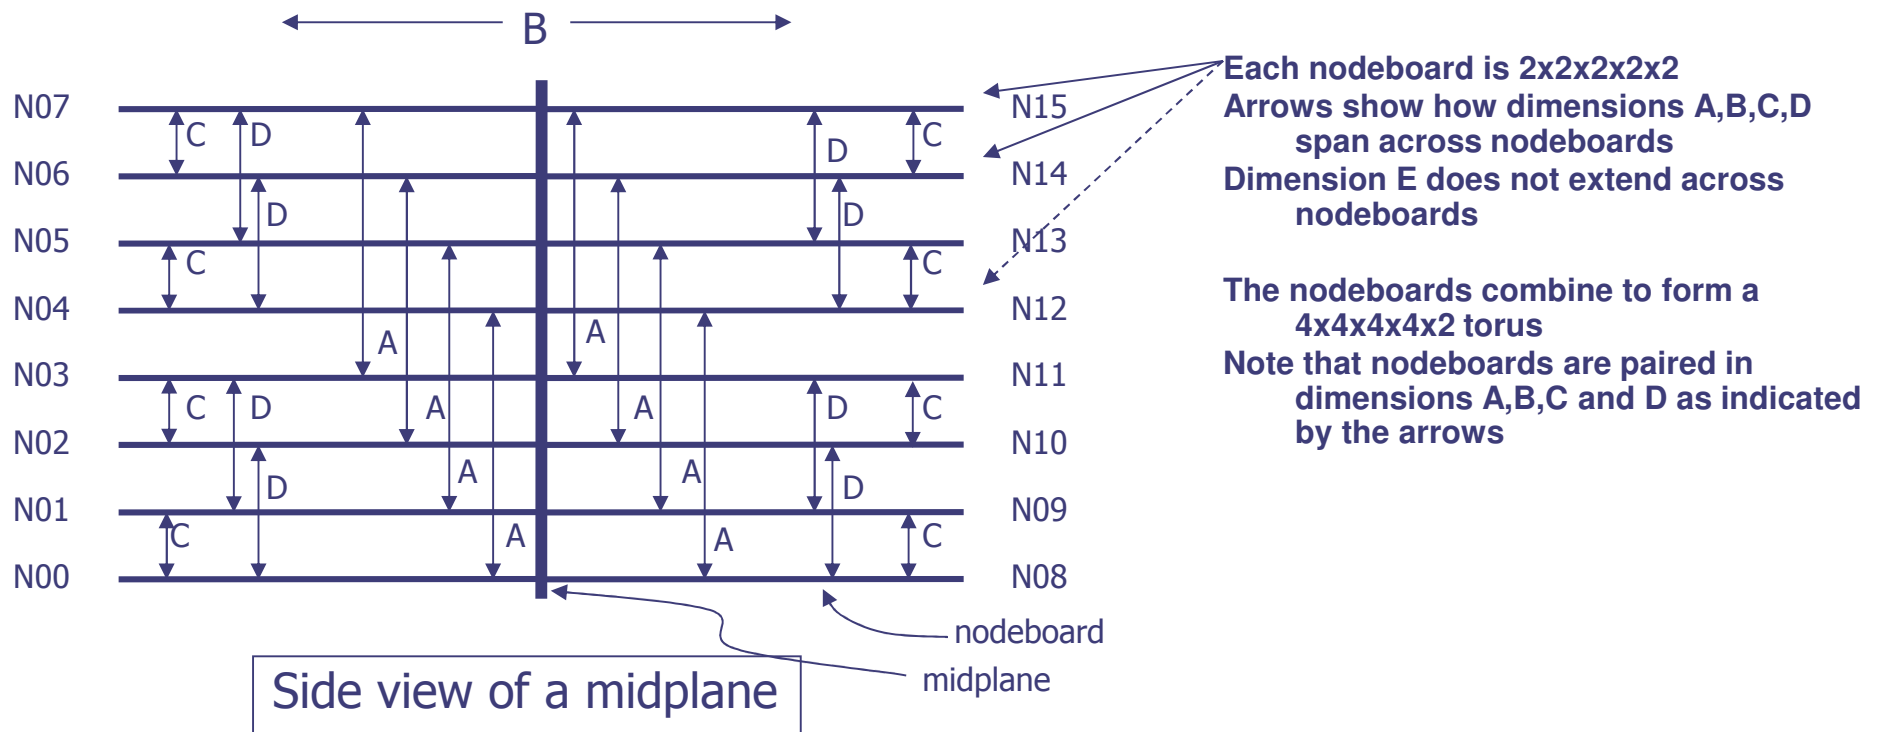 B
Each nodeboard is 2x2x2x2x2
Arrows show how dimensions A,B,C,D
span across nodeboards
Dimension E does not extend across
nodeboards
The nodeboards combine to form a
4x4x4x4x2 torus
Note that nodeboards are paired in
dimensions A,B,C and D as indicated
by the arrows
N07 N15
C D D C
N06 N14
D D
N05 N13
C C
N04 N12
A A
N03 N11
C D A A D C
N02 N10
D A A D
N01 N09
C A A C
N00 N08
nodeboard
midplane
Side view of a midplane